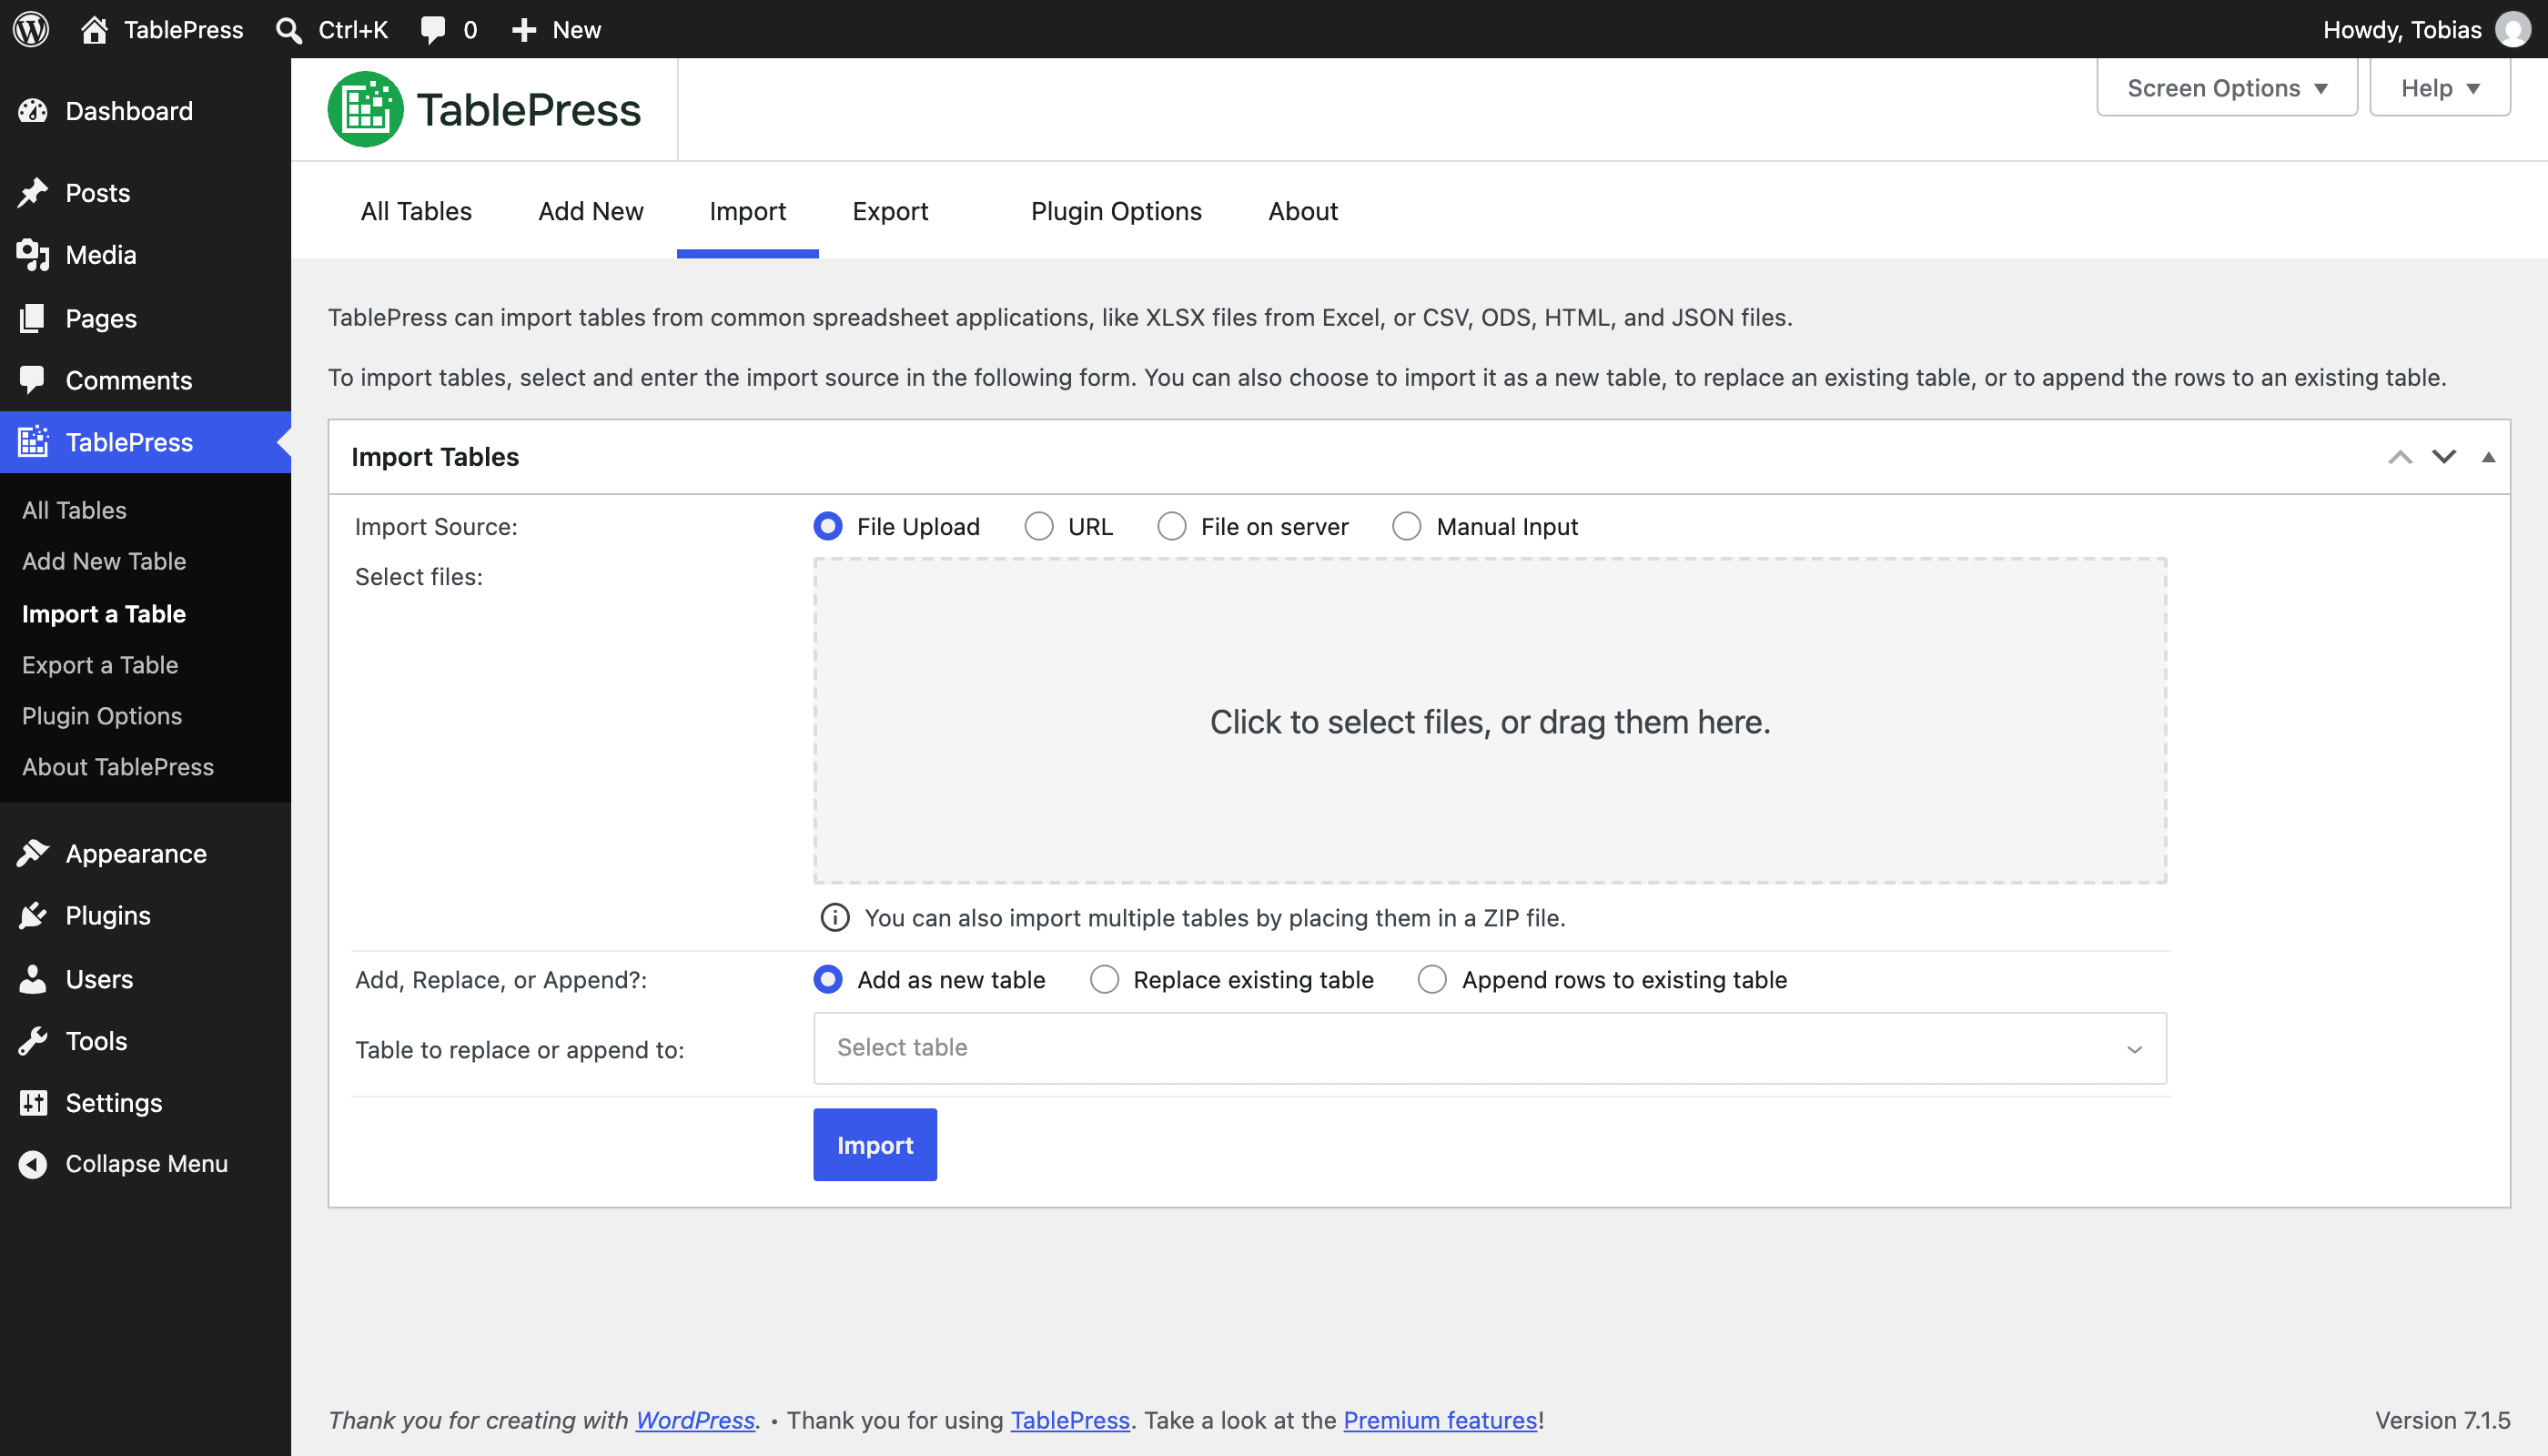 TablePress
Ctrl+K
0
New
Howdy, Tobias
Dashboard
Posts
Media
Pages
Comments
TablePress
All Tables
Add New Table
Import a Table
Export a Table
Plugin Options
About TablePress
Appearance
Plugins
Users
Tools
Settings
Collapse Menu
TablePress
Screen Options
Help
All Tables
Add New
Import
Export
Plugin Options
About
TablePress can import tables from common spreadsheet applications, like XLSX files from Excel, or CSV, ODS, HTML, and JSON files.
To import tables, select and enter the import source in the following form. You can also choose to import it as a new table, to replace an existing table, or to append the rows to an existing table.
Import Tables
Import Source:
File Upload
URL
File on server
Manual Input
Select files:
Click to select files, or drag them here.
You can also import multiple tables by placing them in a ZIP file.
Add, Replace, or Append?:
Add as new table
Replace existing table
Append rows to existing table
Table to replace or append to:
Select table
Import
Thank you for creating with WordPress. • Thank you for using TablePress. Take a look at the Premium features!
Version 7.1.5